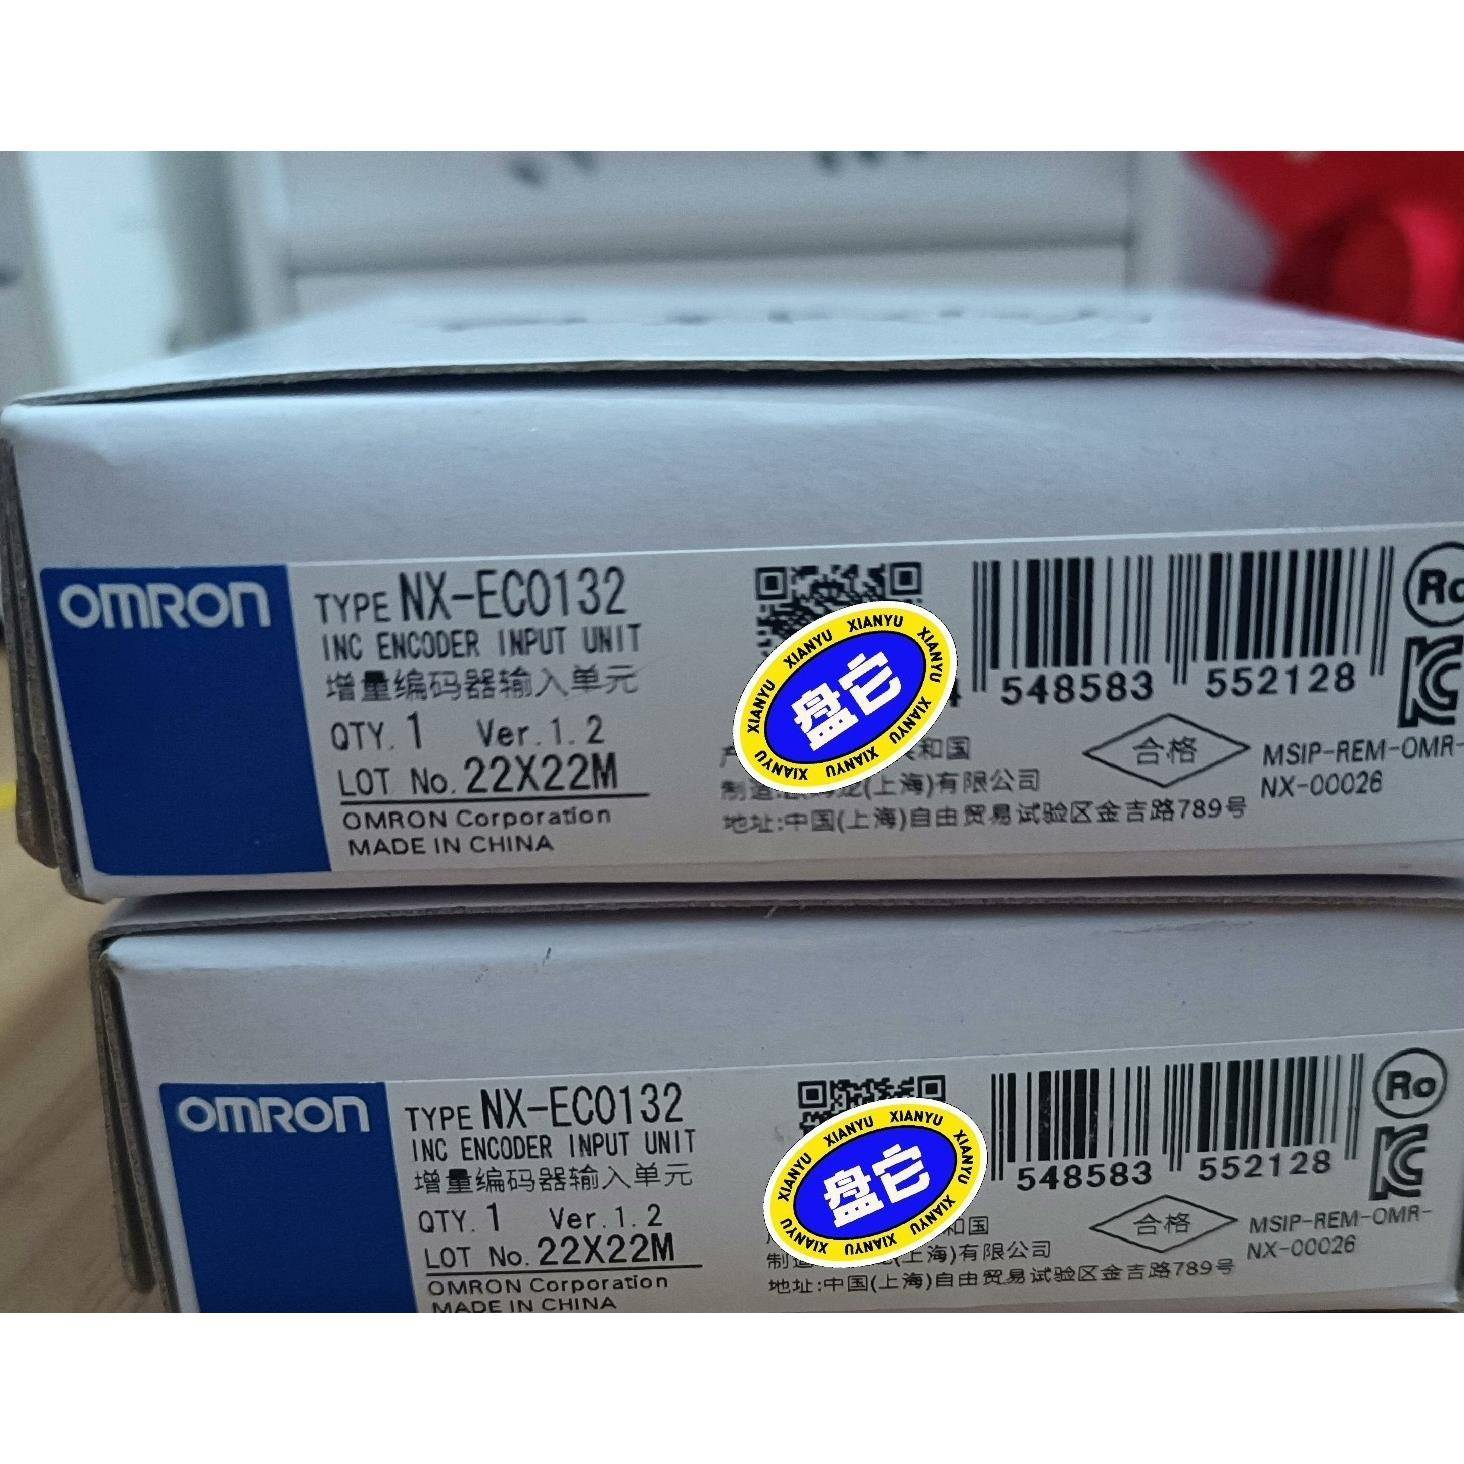 OMRON
TYPE NX-EC0132
INC ENCODER INPUT UNIT
增量编码器输入单元
QTY. 1 Ver.1.2
LOT No. 22X22M
OMRON Corporation
MADE IN CHINA
XIANYU XIANYU XIANYU XIANYU XIANYU XIANYU XIANYU XIANYU
盘它
4 548583 552128
和国
制造 (上海)有限公司
地址:中国(上海)自由贸易试验区金吉路789号
合格
MSIP-REM-OMR-
NX-00026
Ro
OMRON
TYPE NX-EC0132
INC ENCODER INPUT UNIT
增量编码器输入单元
QTY. 1 Ver.1.2
LOT No. 22X22M
OMRON Corporation
MADE IN CHINA
XIANYU XIANYU XIANYU XIANYU XIANYU XIANYU XIANYU XIANYU
盘它
548583 552128
和国
上海)有限公司
地址:中国(上海)自由贸易试验区金吉路789号
合格
MSIP-REM-OMR-
NX-00026
Ro